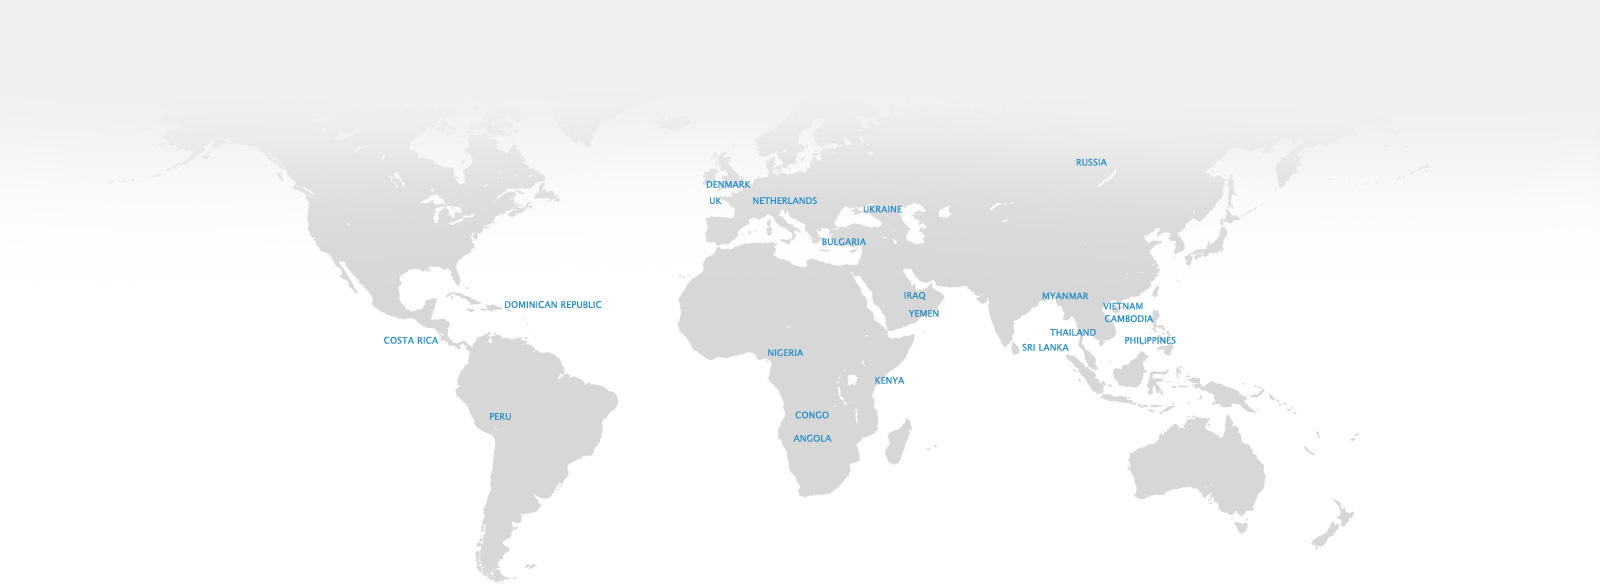 RUSSIA
DENMARK
UK
NETHERLANDS
UKRAINE
BULGARIA
IRAQ
MYANMAR
DOMINICAN REPUBLIC
VIETNAM
YEMEN
CAMBODIA
THAILAND
COSTA RICA
PHILIPPINES
SRI LANKA
NIGERIA
KENYA
CONGO
PERU
ANGOLA